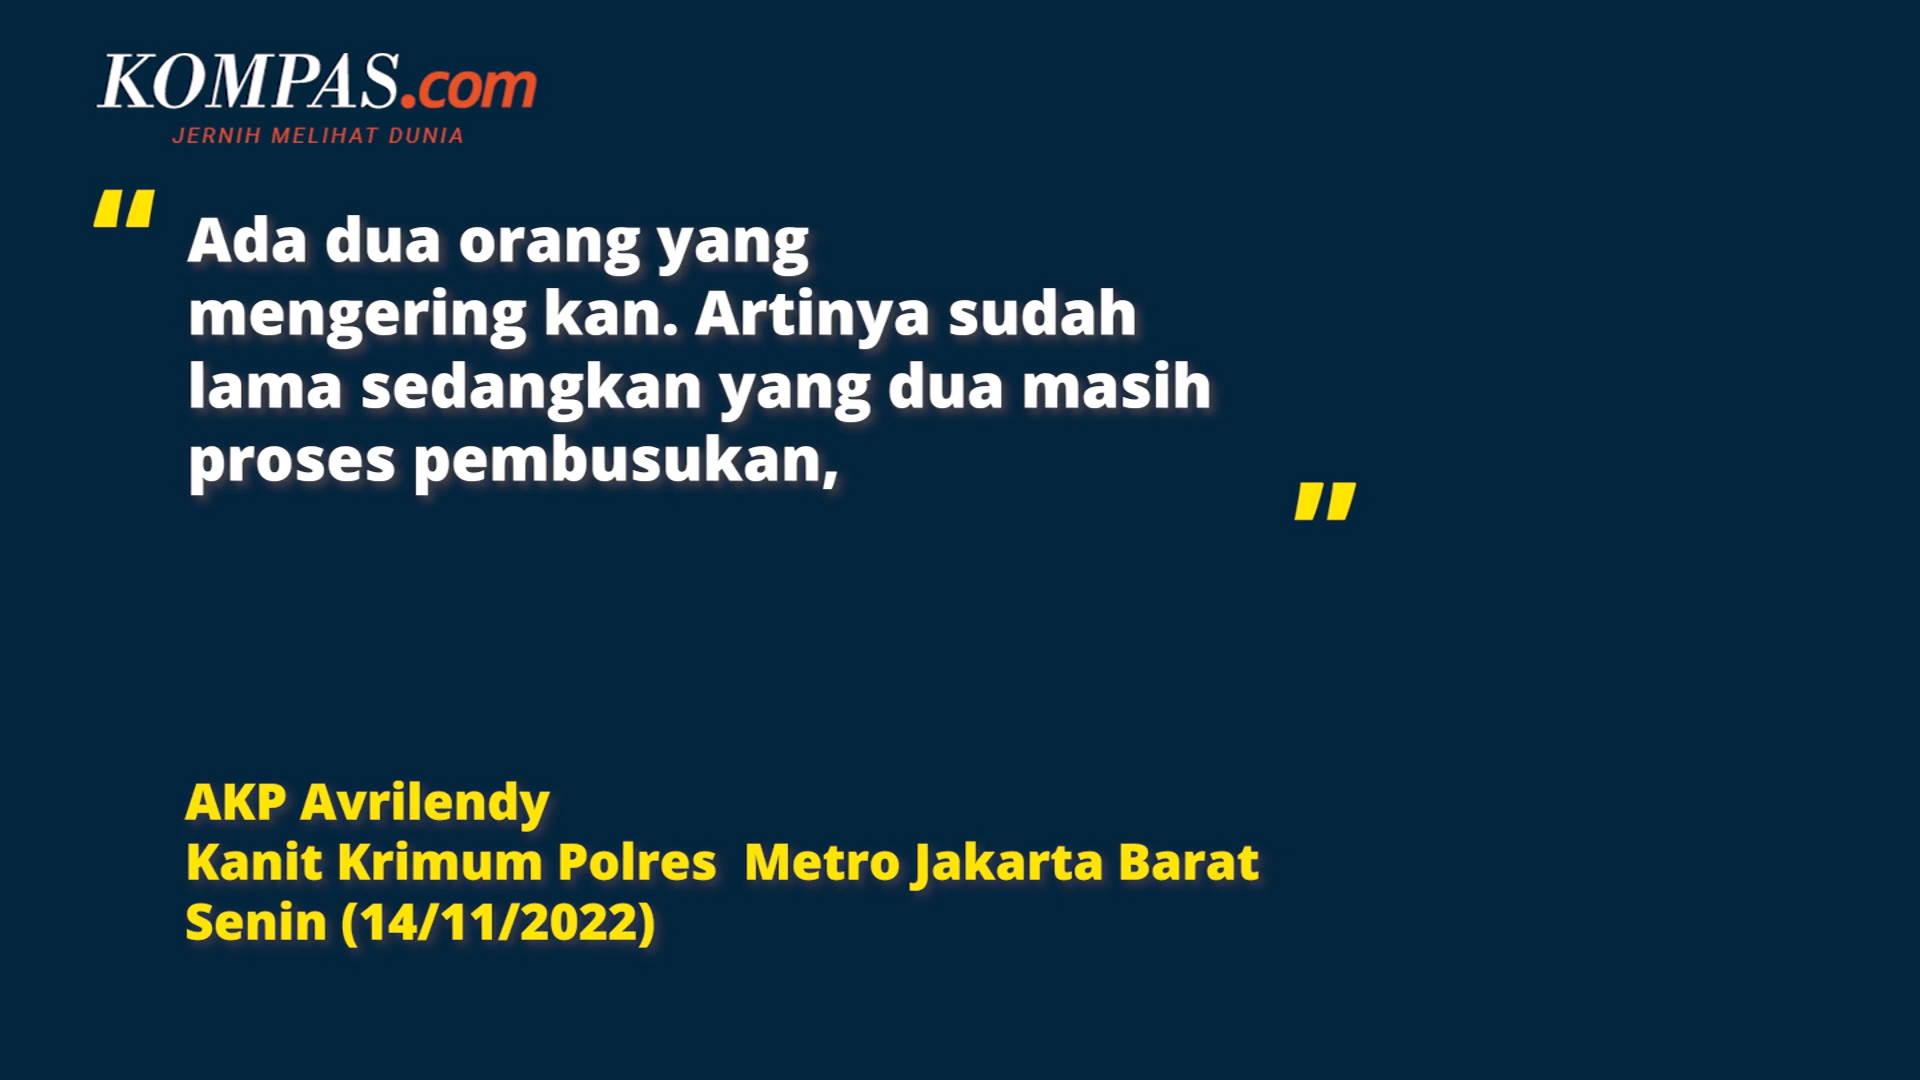 KOMPAS.com
JERNIH MELIHAT DUNIA
“ Ada dua orang yang
mengering kan. Artinya sudah
lama sedangkan yang dua masih
proses pembusukan,
”
AKP Avrilendy
Kanit Krimum Polres  Metro Jakarta Barat
Senin (14/11/2022)